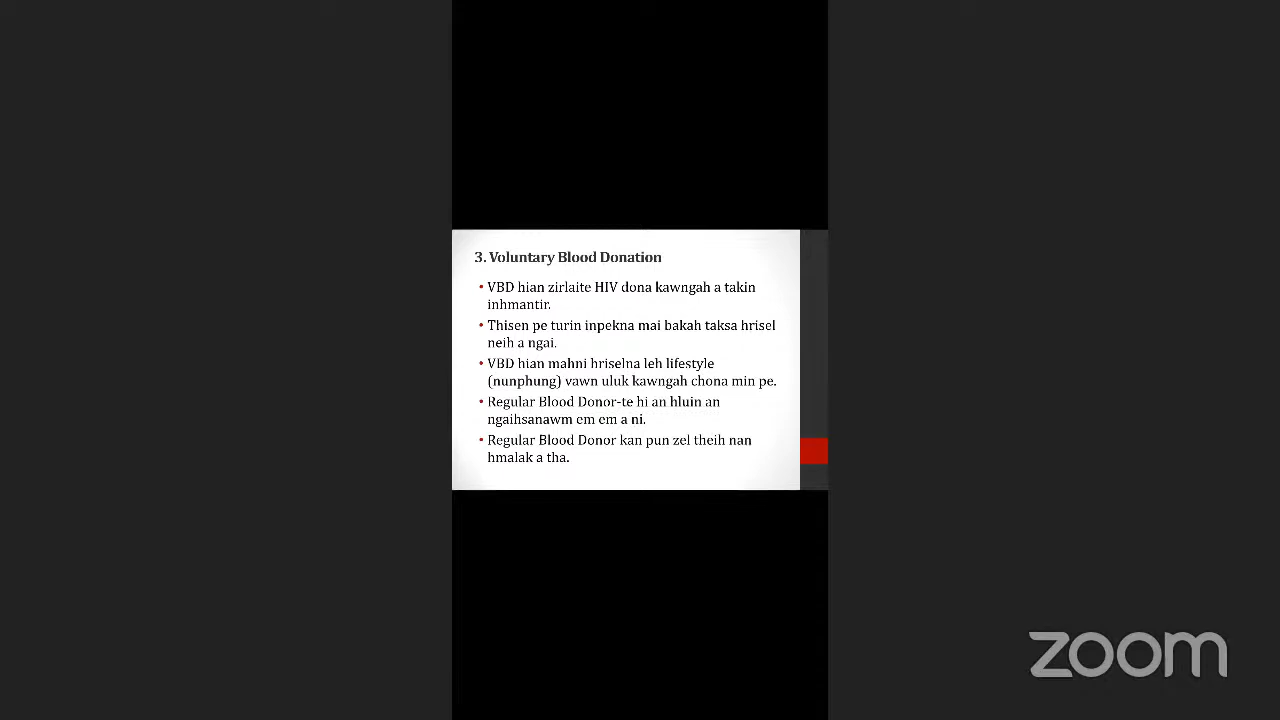 3. Voluntary Blood Donation
• VBD hian zirlaite HIV dona kawngah a takin
inhmantir.
• Thisen pe turin inpekna mai bakah taksa hrisel
neih a ngai.
• VBD hian mahni hriselna leh lifestyle
(nunphung) vawn uluk kawngah chona min pe.
• Regular Blood Donor-te hi an hluin an
ngaihsanawm em em a ni.
• Regular Blood Donor kan pun zel theih nan
hmalak a tha.
zoom